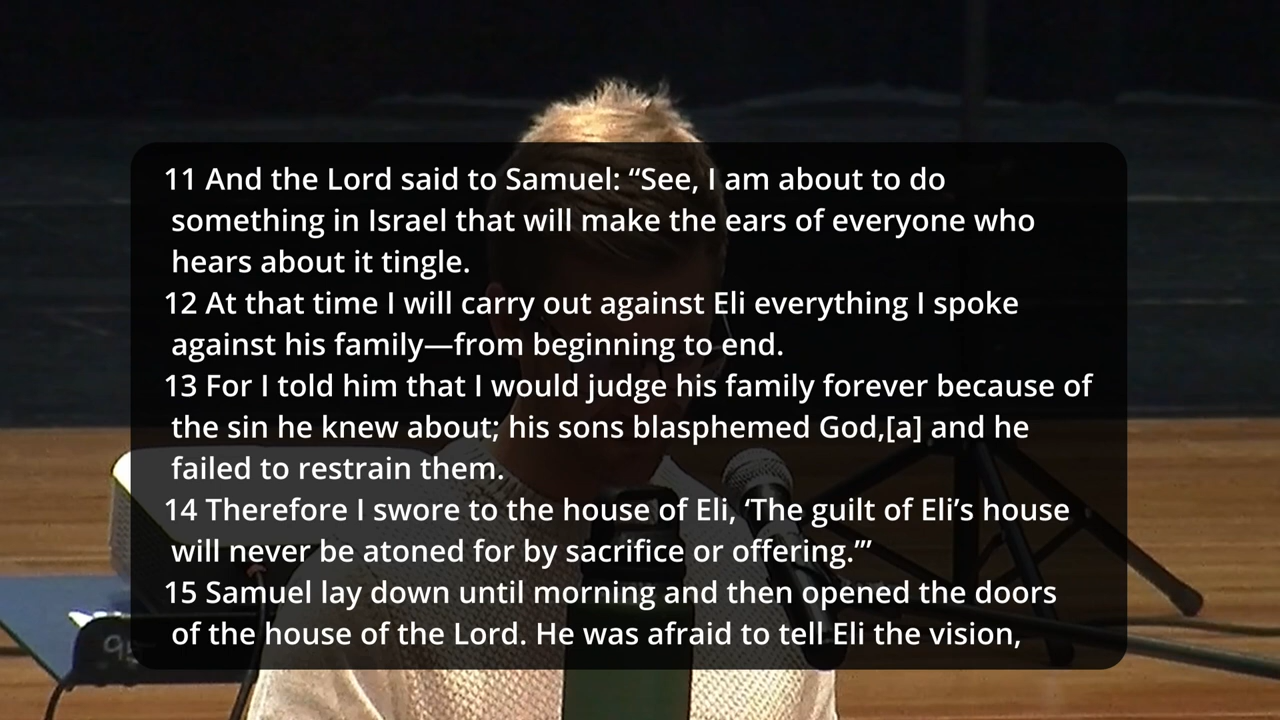 11 And the Lord said to Samuel: “See, I am about to do
something in Israel that will make the ears of everyone who
hears about it tingle.
12 At that time I will carry out against Eli everything I spoke
against his family—from beginning to end.
13 For I told him that I would judge his family forever because of
the sin he knew about; his sons blasphemed God,[a] and he
failed to restrain them.
14 Therefore I swore to the house of Eli, ‘The guilt of Eli’s house
will never be atoned for by sacrifice or offering.’”
15 Samuel lay down until morning and then opened the doors
of the house of the Lord. He was afraid to tell Eli the vision,